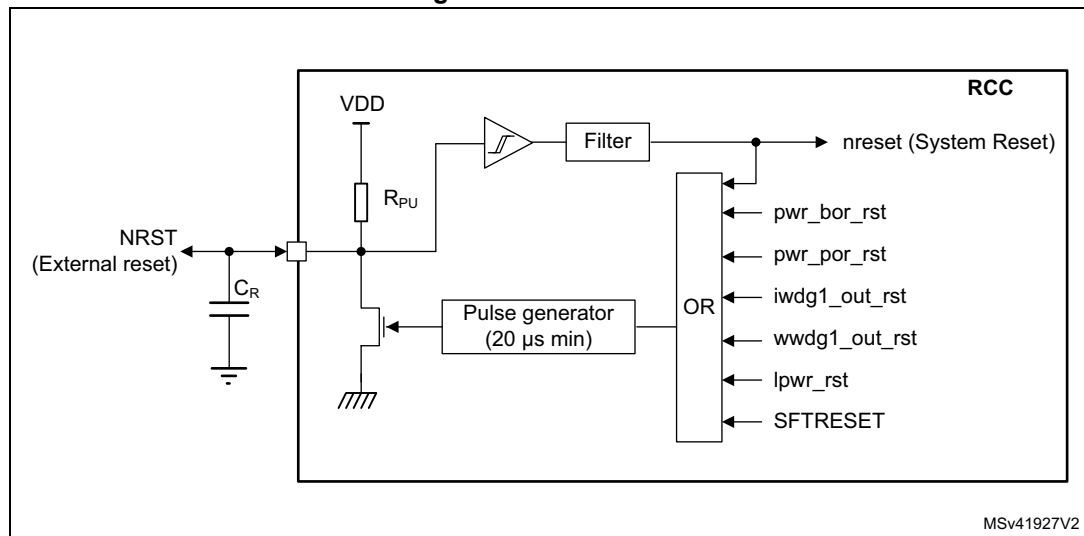 g
RCC
VDD
Filter
nreset (System Reset)
RPU
pwr_bor_rst
NRST
(External reset)
pwr_por_rst
CR
OR
iwdg1_out_rst
Pulse generator
(20 µs min)
wwdg1_out_rst
lpwr_rst
SFTRESET
MSv41927V2